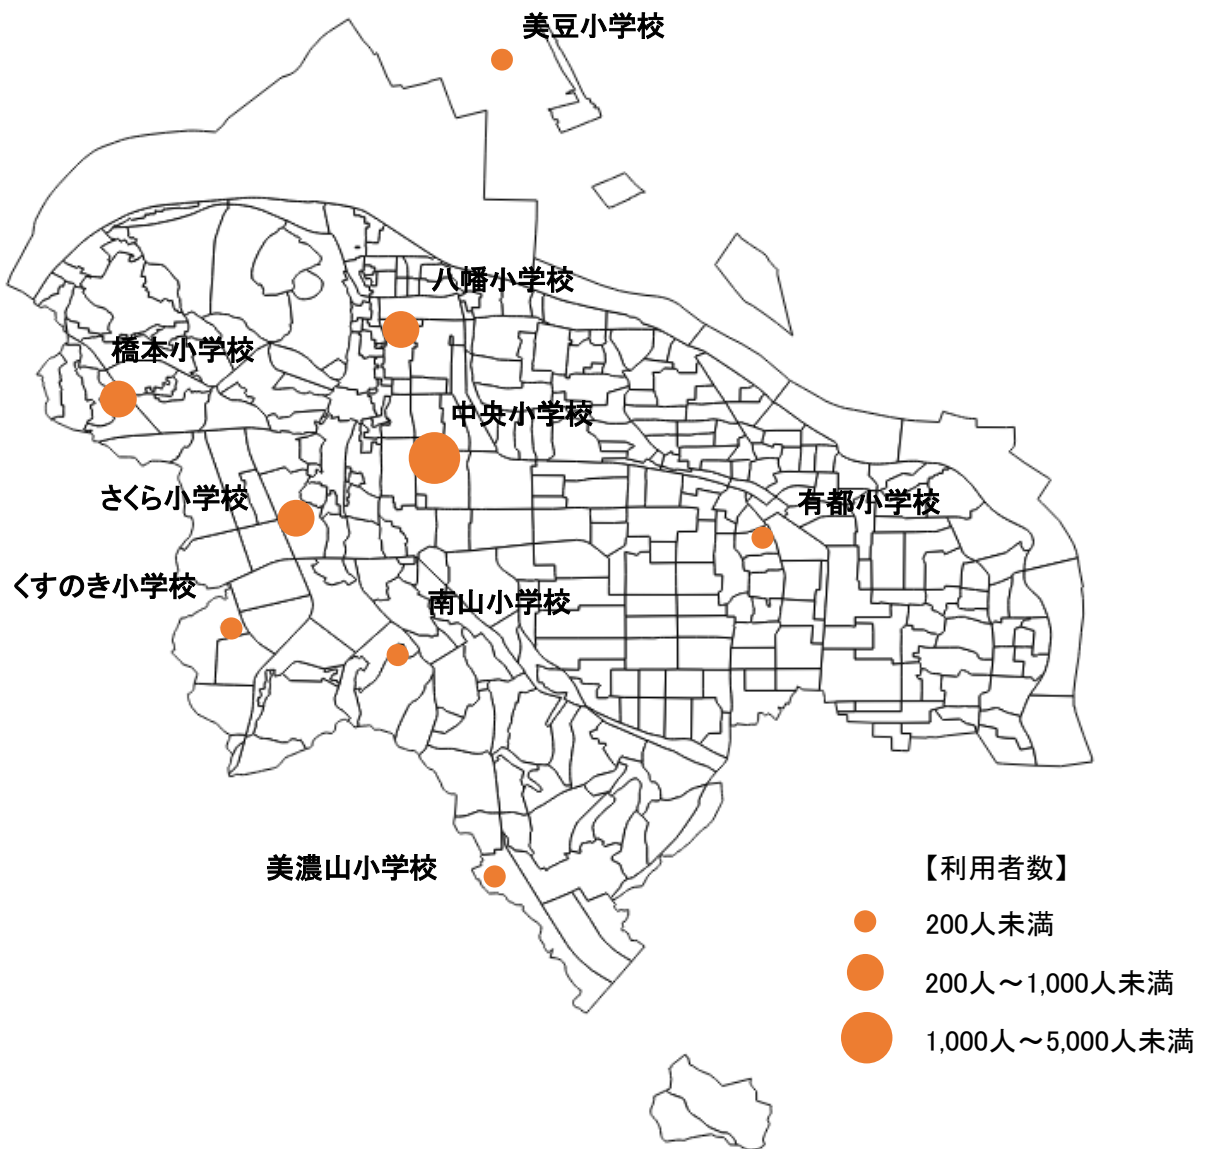 美豆小学校
八幡小学校
橋本小学校
中央小学校
さくら小学校
有都小学校
くすのき小学校
南山小学校
美濃山小学校
【利用者数】
200人未満
200人～1,000人未満
1,000人～5,000人未満